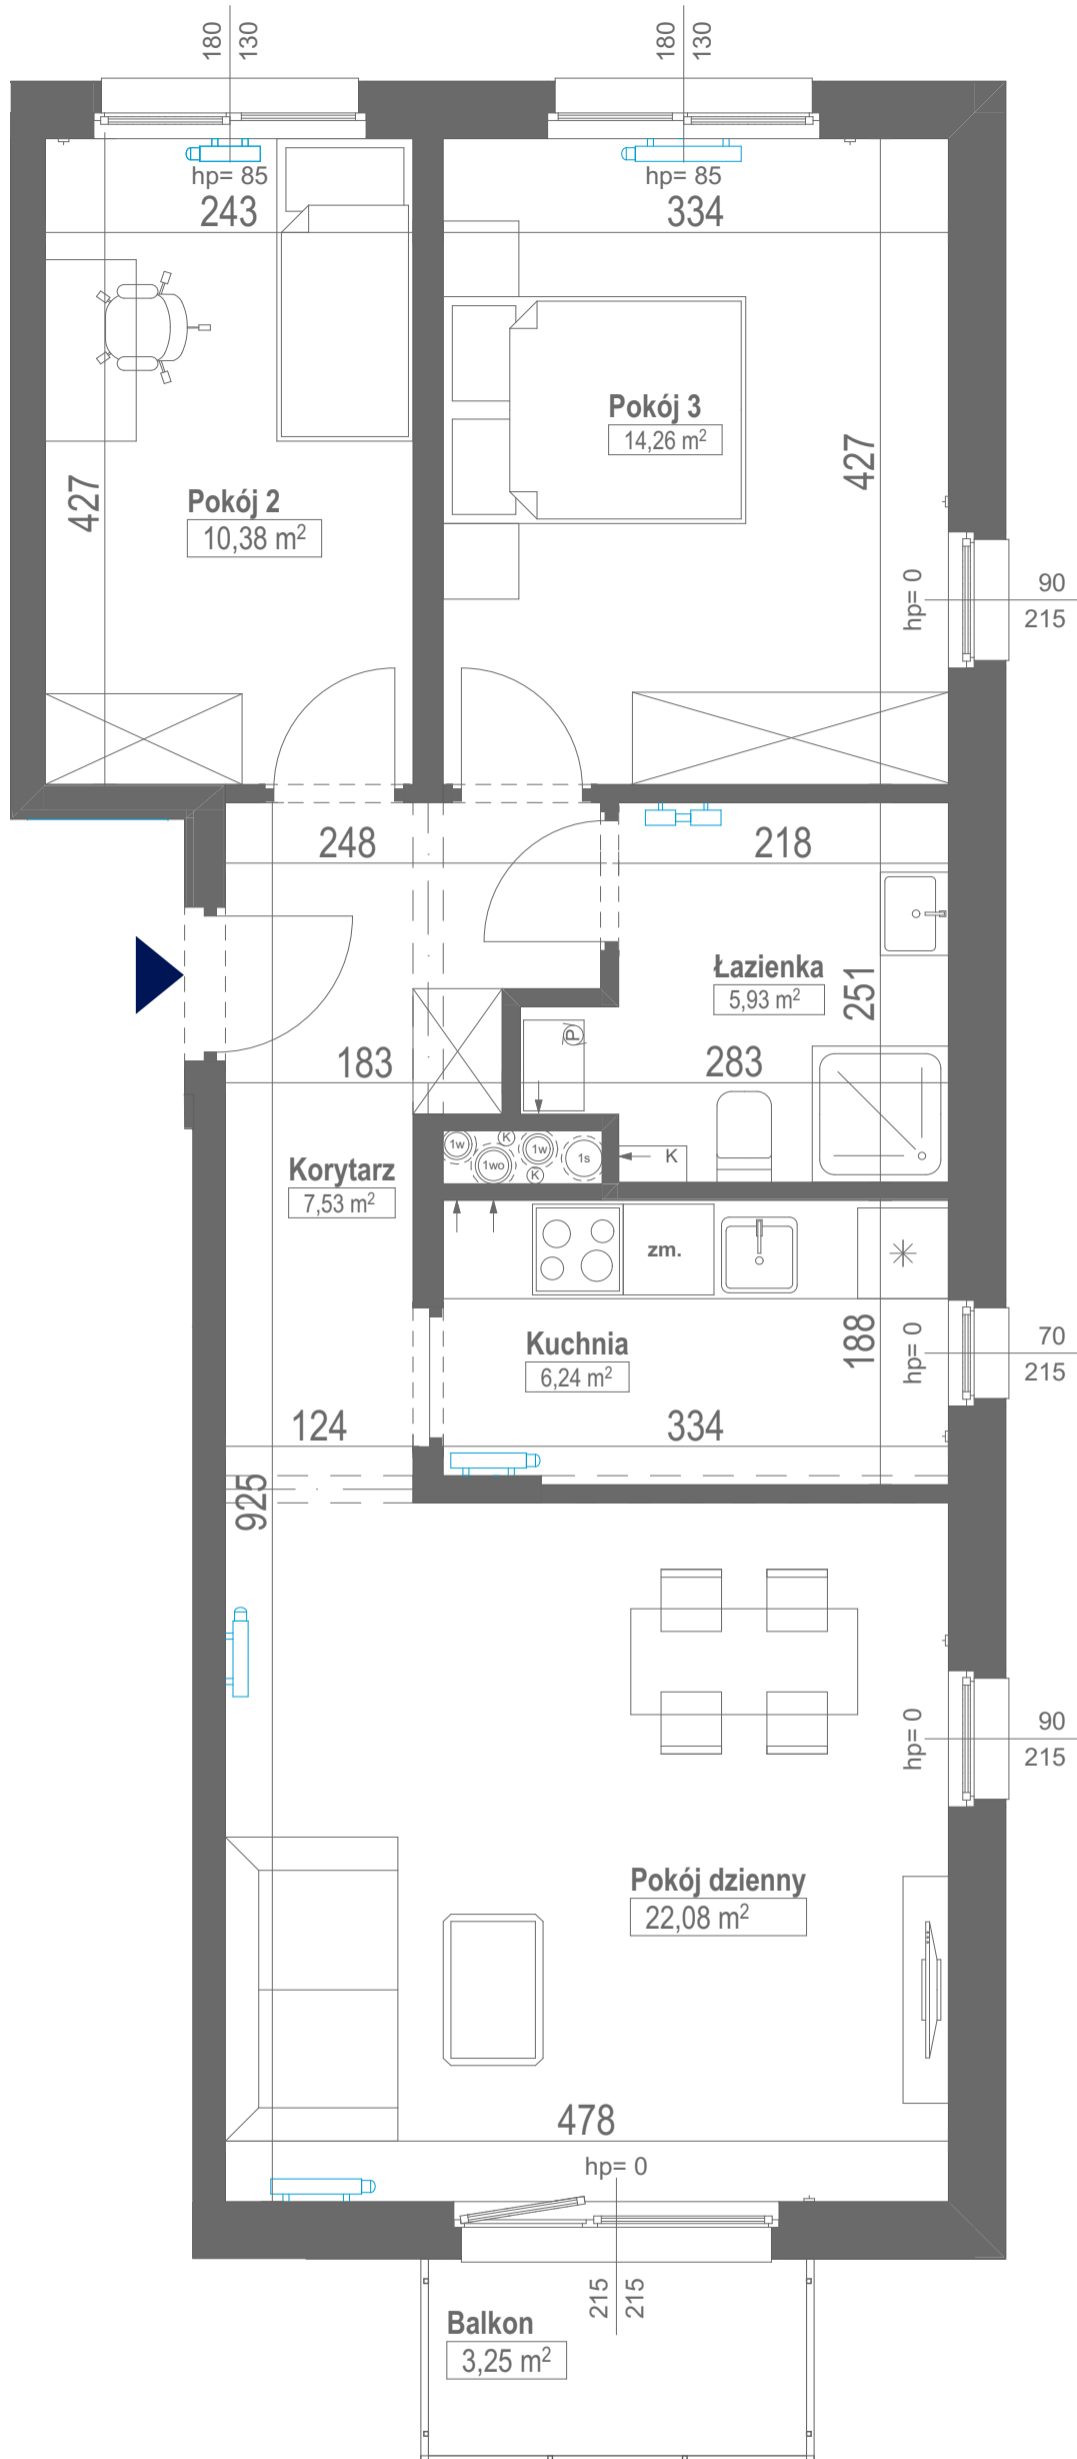 180 130
180 130
hp= 85
hp= 85
243
334
Pokój 3
14,26 m²
427
427
Pokój 2
10,38 m²
hp= 0
90
215
248
218
Łazienka
5,93 m²
251
P
183
283
1w
K
1w
1wo
K
1s
K
Korytarz
7,53 m²
zm.
Kuchnia
6,24 m²
188
hp= 0
70
215
124
334
925
hp= 0
90
215
Pokój dzienny
22,08 m²
478
hp= 0
215 215
Balkon
3,25 m²